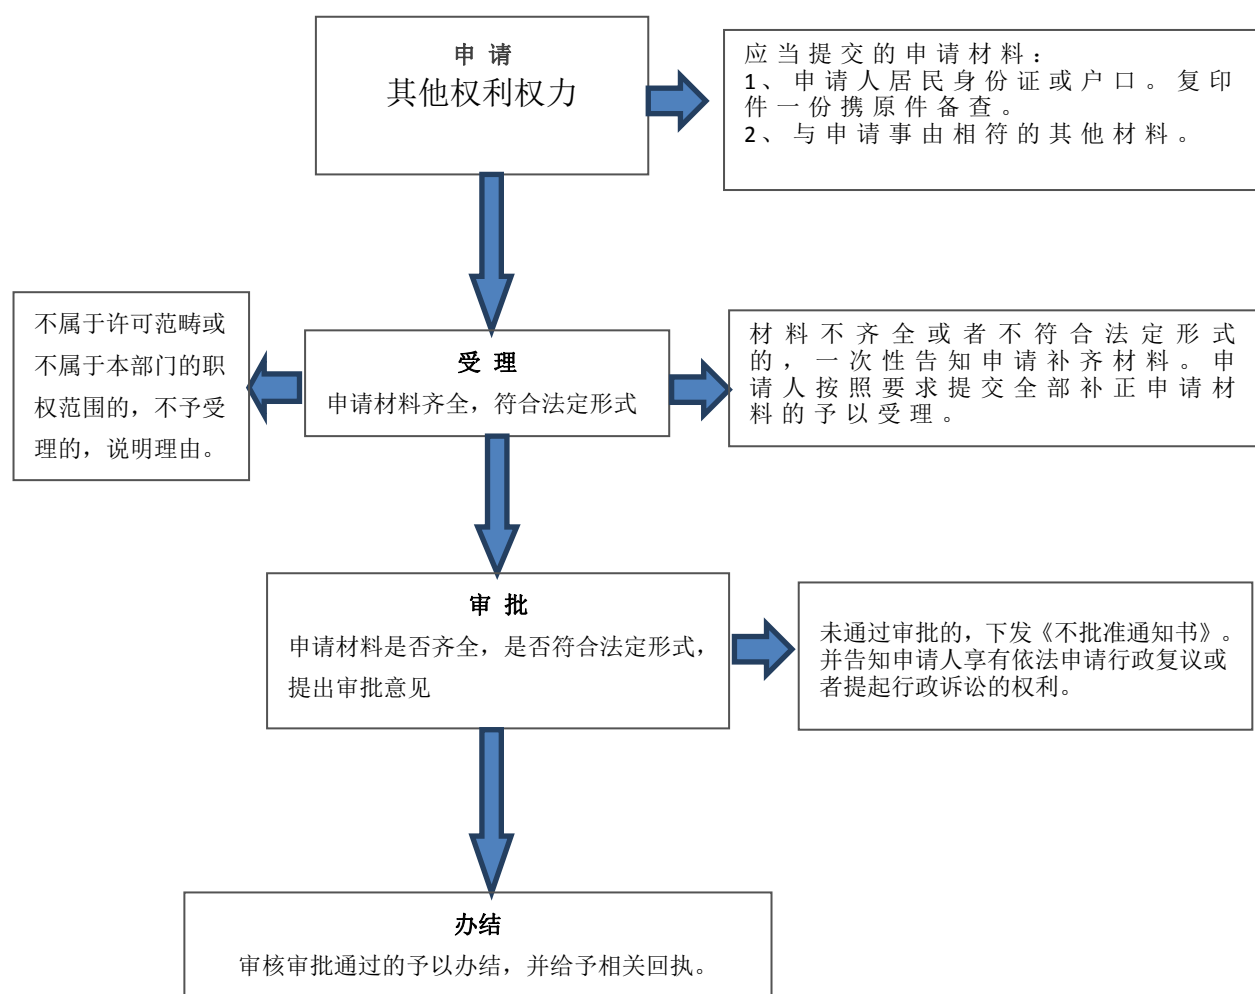 申 请
其他权利权力
应当提交的申请材料：
1、申请人居民身份证或户口。复印
件一份携原件备查。
2、与申请事由相符的其他材料。
不属于许可范畴或
不属于本部门的职
权范围的，不予受
理的，说明理由。
受 理
申请材料齐全，符合法定形式
材料不齐全或者不符合法定形式
的，一次性告知申请补齐材料。申
请人按照要求提交全部补正申请材
料的予以受理。
审 批
申请材料是否齐全，是否符合法定形式，
提出审批意见
未通过审批的，下发《不批准通知书》。
并告知申请人享有依法申请行政复议或
者提起行政诉讼的权利。
办结
审核审批通过的予以办结，并给予相关回执。